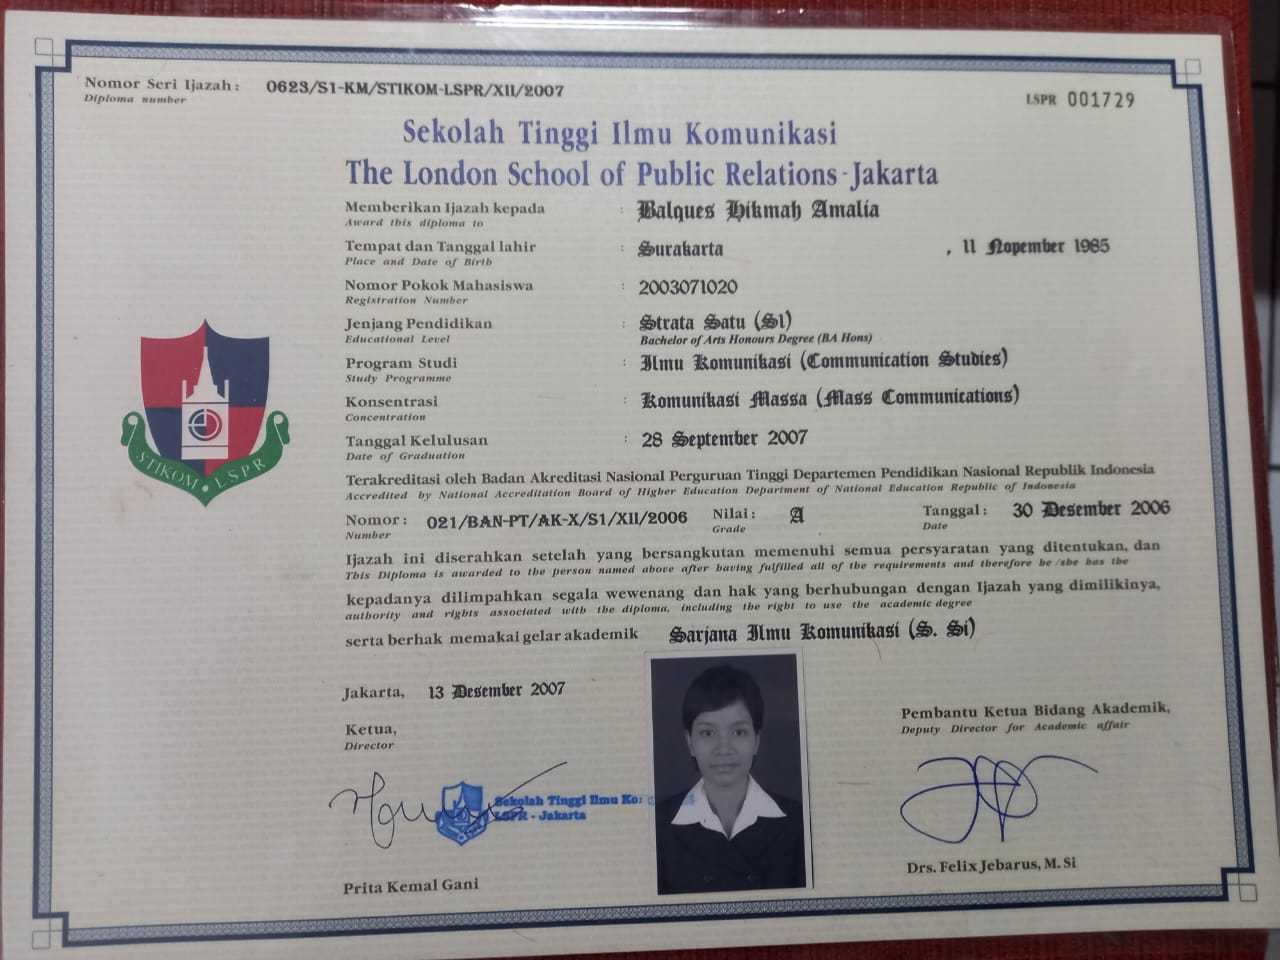 Nomor Seri Ijazah : 0623/S1-KM/STIKOM-LSPR/XII/2007
Diploma number
LSPR 001729
Sekolah Tinggi Ilmu Komunikasi
The London School of Public Relations - Jakarta
Memberikan Ijazah kepada : Balques Hikmah Amalia
Award this diploma to
Tempat dan Tanggal lahir : Surakarta , 11 Nopember 1985
Place and Date of Birth
Nomor Pokok Mahasiswa : 2003071020
Registration Number
Jenjang Pendidikan : Strata Satu (S1)
Educational Level Bachelor of Arts Honours Degree (BA Hons)
Program Studi : Ilmu Komunikasi (Communication Studies)
Study Programme
Konsentrasi : Komunikasi Massa (Mass Communications)
Concentration
Tanggal Kelulusan : 28 September 2007
Date of Graduation
STIKOM · LSPR
Terakreditasi oleh Badan Akreditasi Nasional Perguruan Tinggi Departemen Pendidikan Nasional Republik Indonesia
Accredited by National Accreditation Board of Higher Education Department of National Education Republic of Indonesia
Nomor : 021/BAN-PT/AK-X/S1/XII/2006 Nilai : A Tanggal : 30 Desember 2006
Number Grade Date
Ijazah ini diserahkan setelah yang bersangkutan memenuhi semua persyaratan yang ditentukan, dan
This Diploma is awarded to the person named above after having fulfilled all of the requirements and therefore he/she has the
kepadanya dilimpahkan segala wewenang dan hak yang berhubungan dengan Ijazah yang dimilikinya,
authority and rights associated with the diploma, including the right to use the academic degree
serta berhak memakai gelar akademik Sarjana Ilmu Komunikasi (S. Si)
Jakarta, 13 Desember 2007
Ketua,
Director
Pembantu Ketua Bidang Akademik,
Deputy Director for Academic affair
Sekolah Tinggi Ilmu Ko
LSPR - Jakarta
Prita Kemal Gani
Drs. Felix Jebarus, M. Si